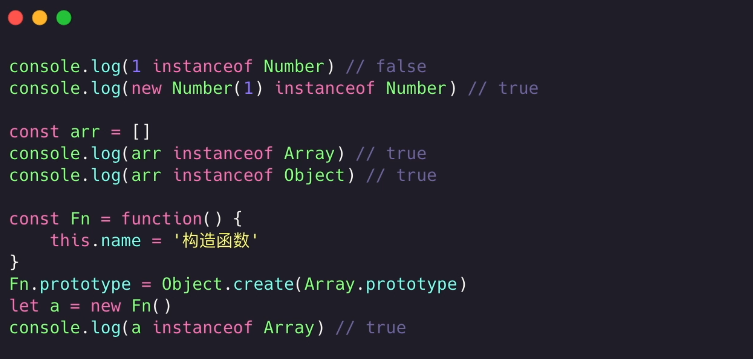 console.log(1 instanceof Number) // false
console.log(new Number(1) instanceof Number) // true
const arr = []
console.log(arr instanceof Array) // true
console.log(arr instanceof Object) // true
const Fn = function() {
    this.name = '构造函数'
}
Fn.prototype = Object.create(Array.prototype)
let a = new Fn()
console.log(a instanceof Array) // true